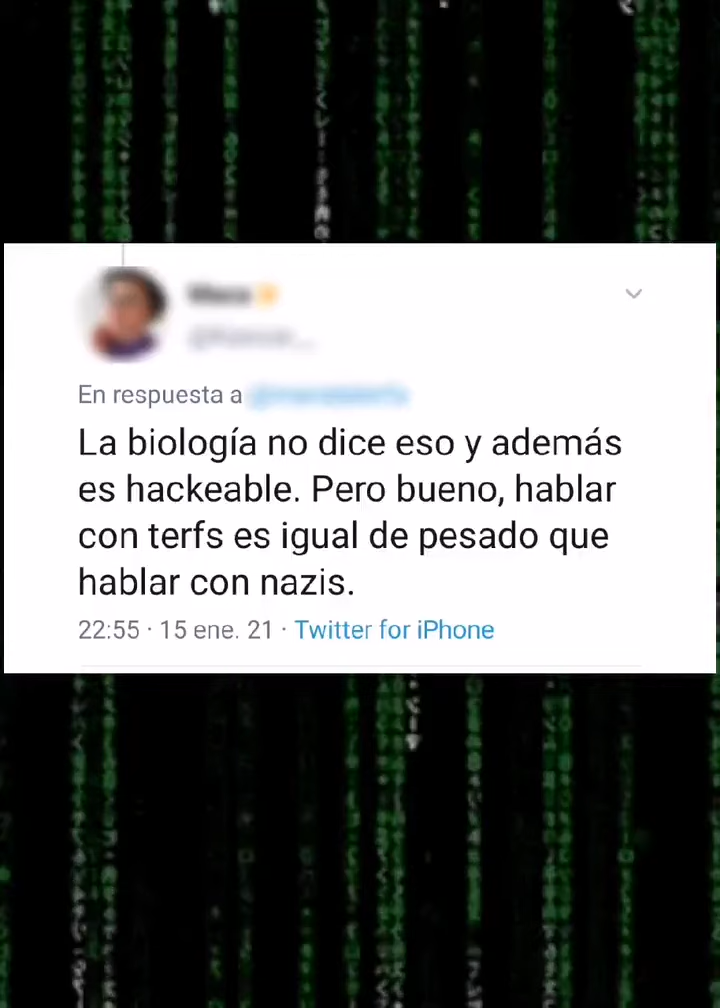 En respuesta a
La biología no dice eso y además
es hackeable. Pero bueno, hablar
con terfs es igual de pesado que
hablar con nazis.
22:55 · 15 ene. 21 · Twitter for iPhone